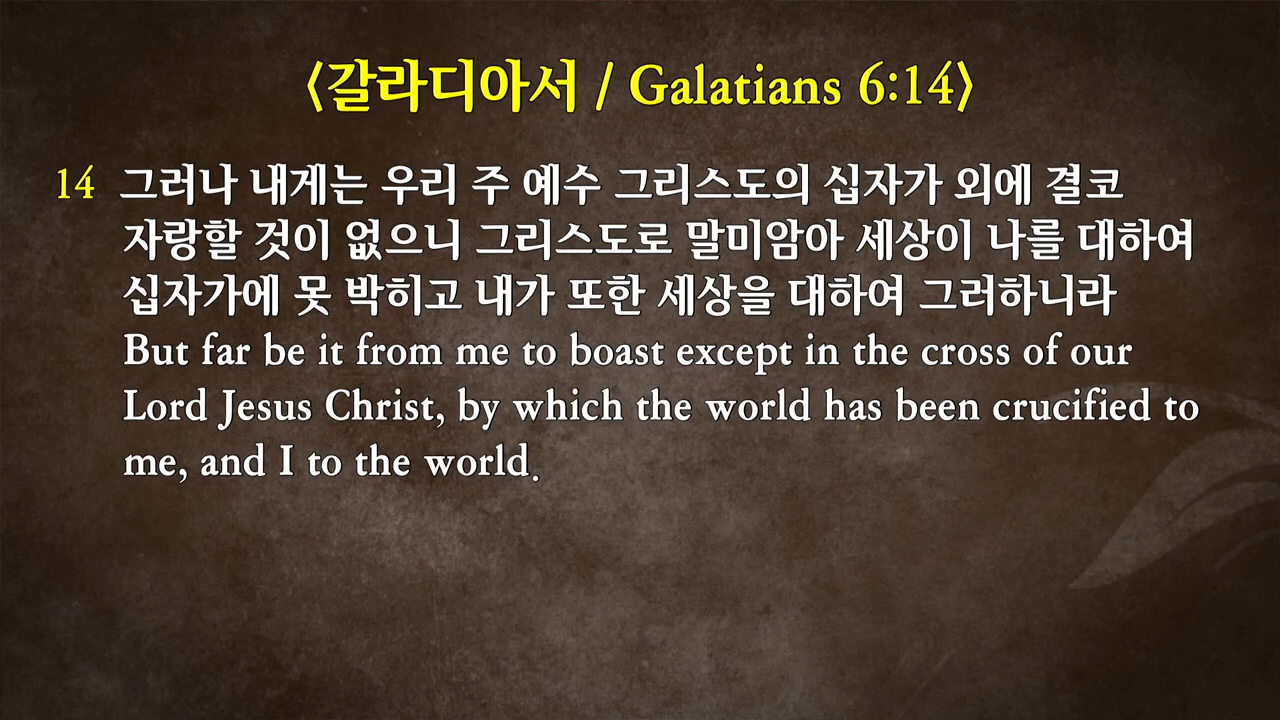 〈갈라디아서 / Galatians 6:14〉
14 그러나 내게는 우리 주 예수 그리스도의 십자가 외에 결코
자랑할 것이 없으니 그리스도로 말미암아 세상이 나를 대하여
십자가에 못 박히고 내가 또한 세상을 대하여 그러하니라
But far be it from me to boast except in the cross of our
Lord Jesus Christ, by which the world has been crucified to
me, and I to the world.